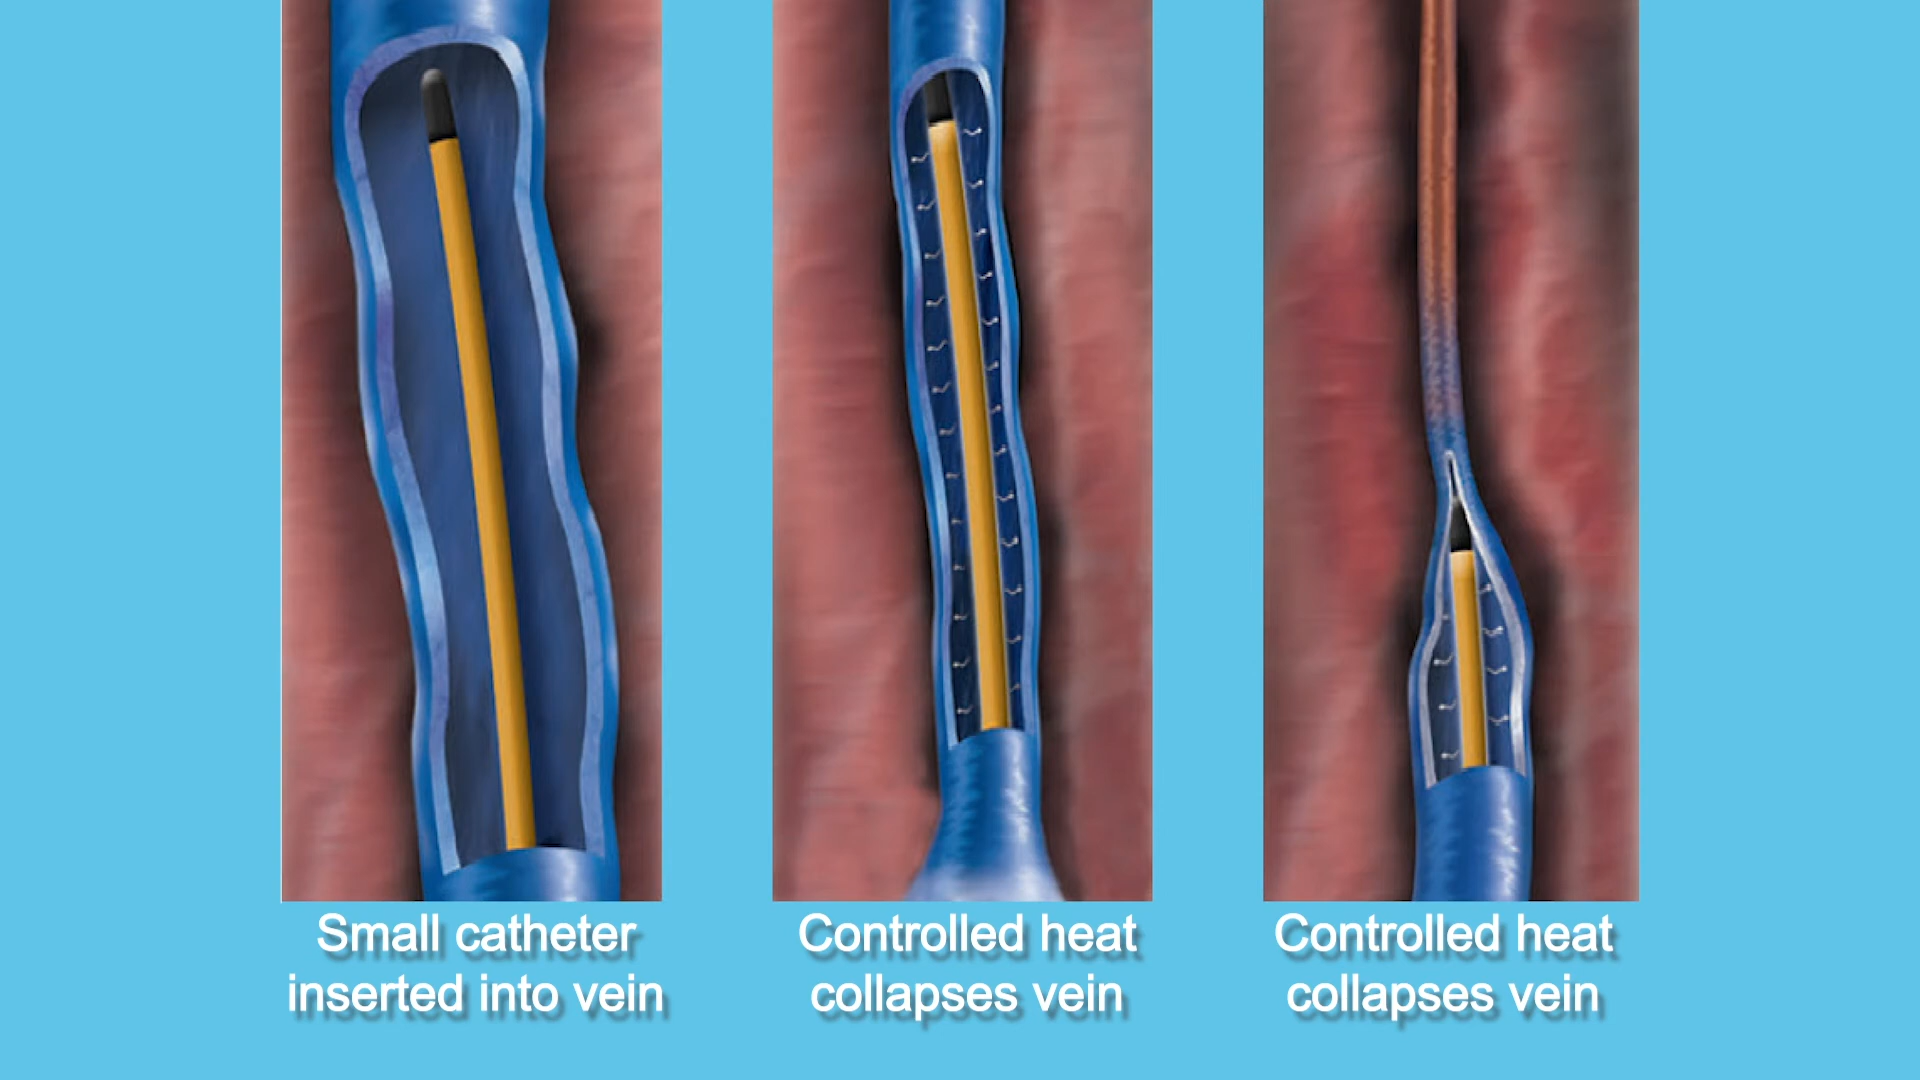 Small catheter
inserted into vein
Controlled heat
collapses vein
Controlled heat
collapses vein